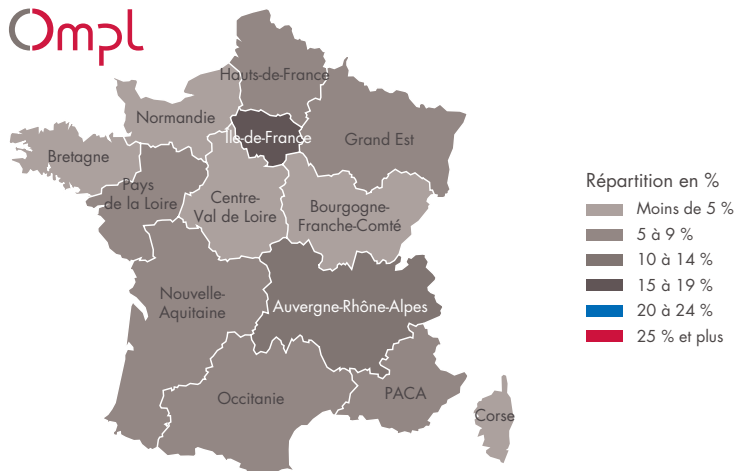 Ompl
Hauts-de-France
Normandie
Île-de-France
Grand Est
Bretagne
Pays
de la Loire
Centre-
Val de Loire
Bourgogne-
Franche-Comté
Nouvelle-
Aquitaine
Auvergne-Rhône-Alpes
Occitanie
PACA
Corse
Répartition en %
Moins de 5 %
5 à 9 %
10 à 14 %
15 à 19 %
20 à 24 %
25 % et plus